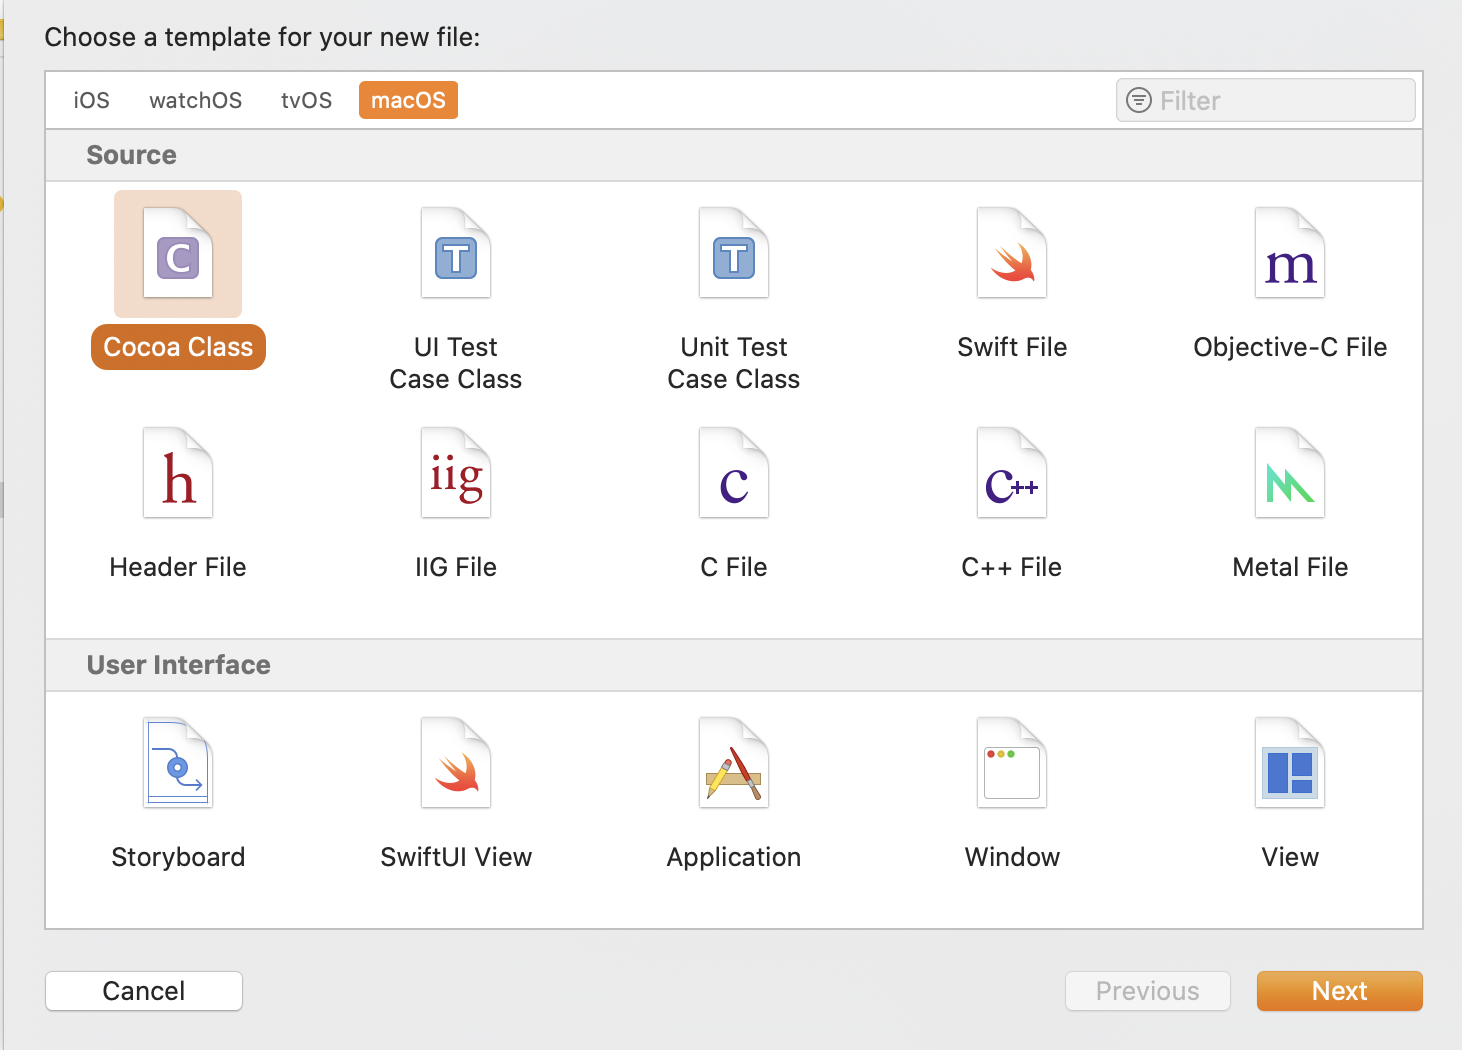 Choose a template for your new file:
iOS watchOS tvOS macOS Filter
Source
C T T m
Cocoa Class UI Test Case Class Unit Test Case Class Swift File Objective-C File
h iig c c++
Header File IIG File C File C++ File Metal File
User Interface
Storyboard SwiftUI View Application Window View
Cancel Previous Next